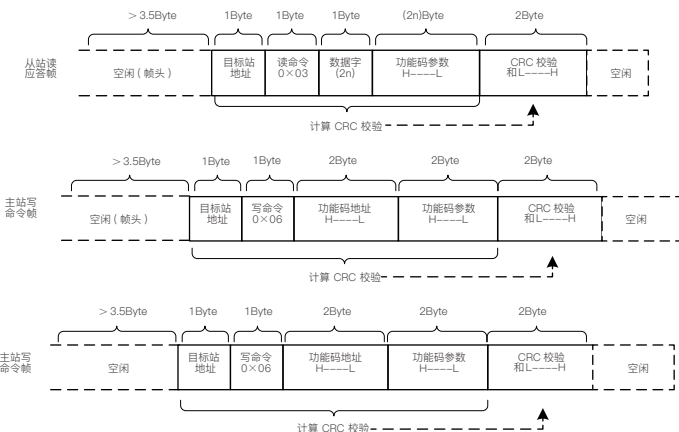 >3.5Byte 1Byte 1Byte 1Byte (2n)Byte 2Byte
从站读
应答帧
空闲 ( 帧头 )
目标站
地址
读命令
0×03
数据字
(2n)
功能码参数
H----L
CRC 校验
和L----H
空闲
计算 CRC 校验
>3.5Byte 1Byte 1Byte 2Byte 2Byte 2Byte
主站写
命令帧
空闲 ( 帧头 )
目标站
地址
写命令
0×06
功能码地址
H----L
功能码参数
H----L
CRC 校验
和L----H
空闲
计算 CRC 校验
>3.5Byte 1Byte 1Byte 2Byte 2Byte 2Byte
主站写
命令帧
空闲
目标站
地址
写命令
0×06
功能码地址
H----L
功能码参数
H----L
CRC 校验
和L----H
空闲
计算 CRC 校验